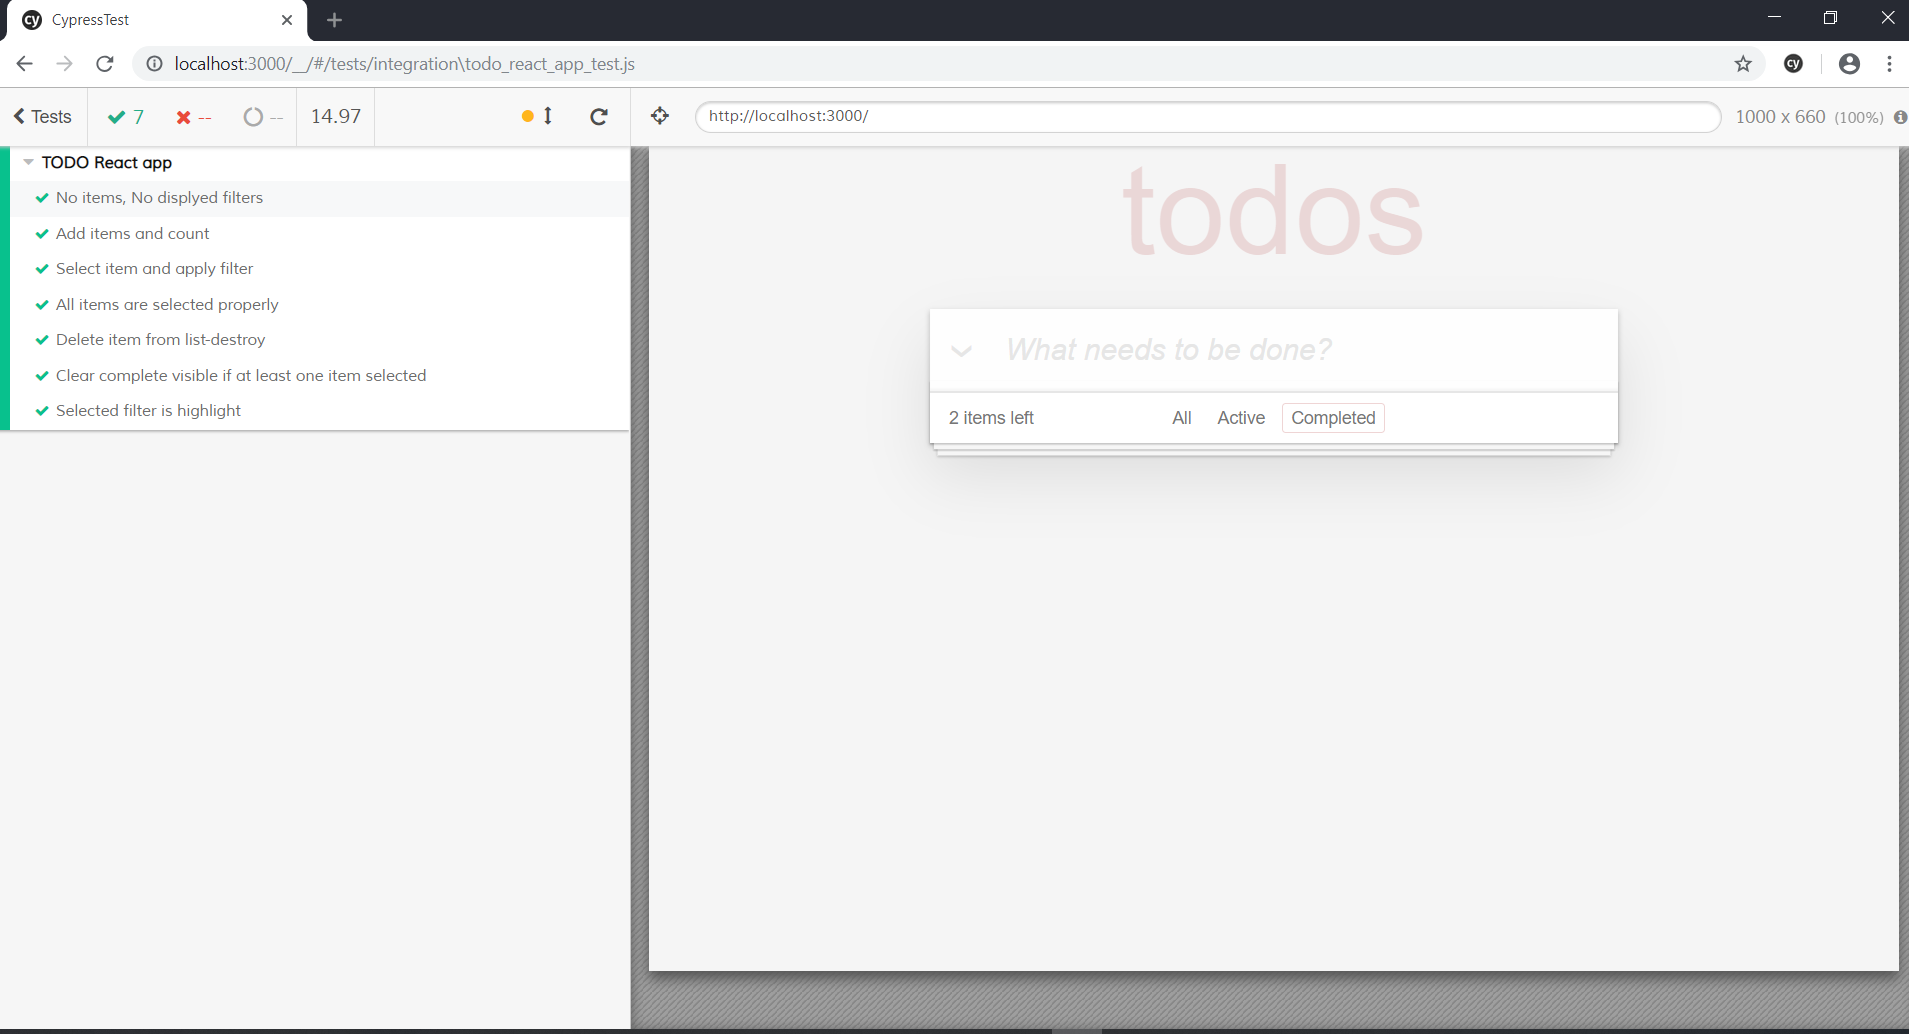 cy CypressTest
localhost:3000/__/#/tests/integration\todo_react_app_test.js
cy
Tests 7 -- -- 14.97
http://localhost:3000/
1000 x 660 (100%)
TODO React app
No items, No displyed filters
Add items and count
Select item and apply filter
All items are selected properly
Delete item from list-destroy
Clear complete visible if at least one item selected
Selected filter is highlight
todos
What needs to be done?
2 items left All Active Completed